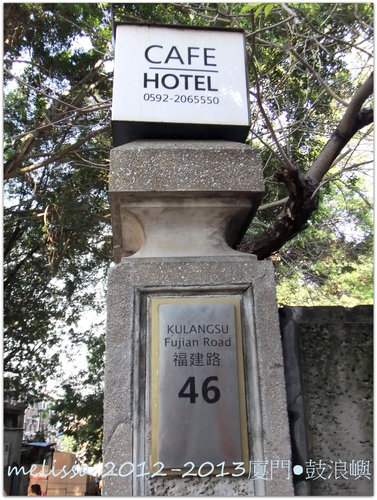 CAFE
HOTEL
0592-2065550
KULANGSU
Fujian Road
福建路
46
melissa 2012-2013廈門●鼓浪嶼